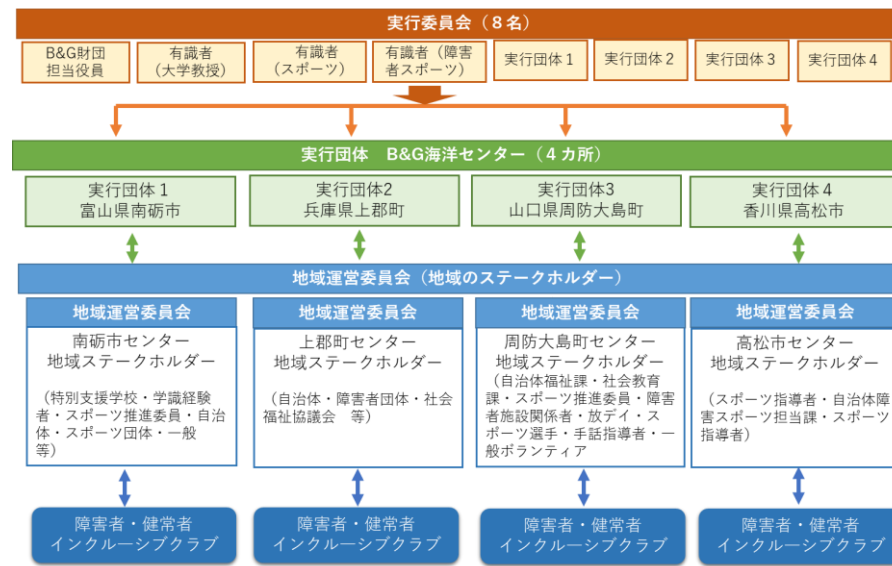 実行委員会（８名）
B&G財団
担当役員
有識者
（大学教授）
有識者
（スポーツ）
有識者（障害
者スポーツ）
実行団体１
実行団体２
実行団体３
実行団体４
実行団体　B&G海洋センター（４カ所）
実行団体１
富山県南砺市
実行団体2
兵庫県上郡町
実行団体3
山口県周防大島町
実行団体４
香川県高松市
地域運営委員会（地域のステークホルダー）
地域運営委員会
南砺市センター
地域ステークホルダー
（特別支援学校・学識経験
者・スポーツ推進委員・自治
体・スポーツ団体・一般
等）
地域運営委員会
上郡町センター
地域ステークホルダー
（自治体・障害者団体・社会
福祉協議会　等）
地域運営委員会
周防大島町センター
地域ステークホルダー
（自治体福祉課・社会教育
課・スポーツ推進委員・障害
者施設関係者・放デイ・ス
ポーツ選手・手話指導者・一
般ボランティア
地域運営委員会
高松市センター
地域ステークホルダー
（スポーツ指導者・自治体障
害スポーツ担当課・スポーツ
指導者）
障害者・健常者
インクルーシブクラブ
障害者・健常者
インクルーシブクラブ
障害者・健常者
インクルーシブクラブ
障害者・健常者
インクルーシブクラブ